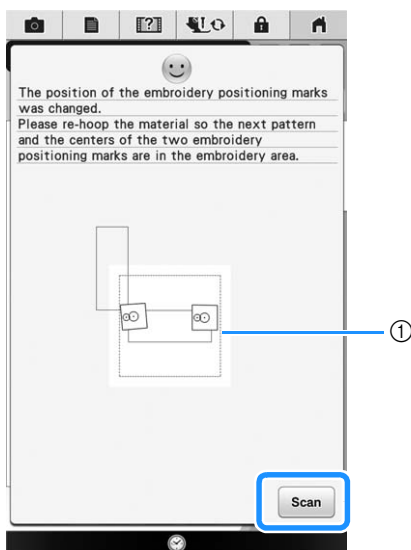 The position of the embroidery positioning marks
was changed.
Please re-hoop the material so the next pattern
and the centers of the two embroidery
positioning marks are in the embroidery area.
①
Scan